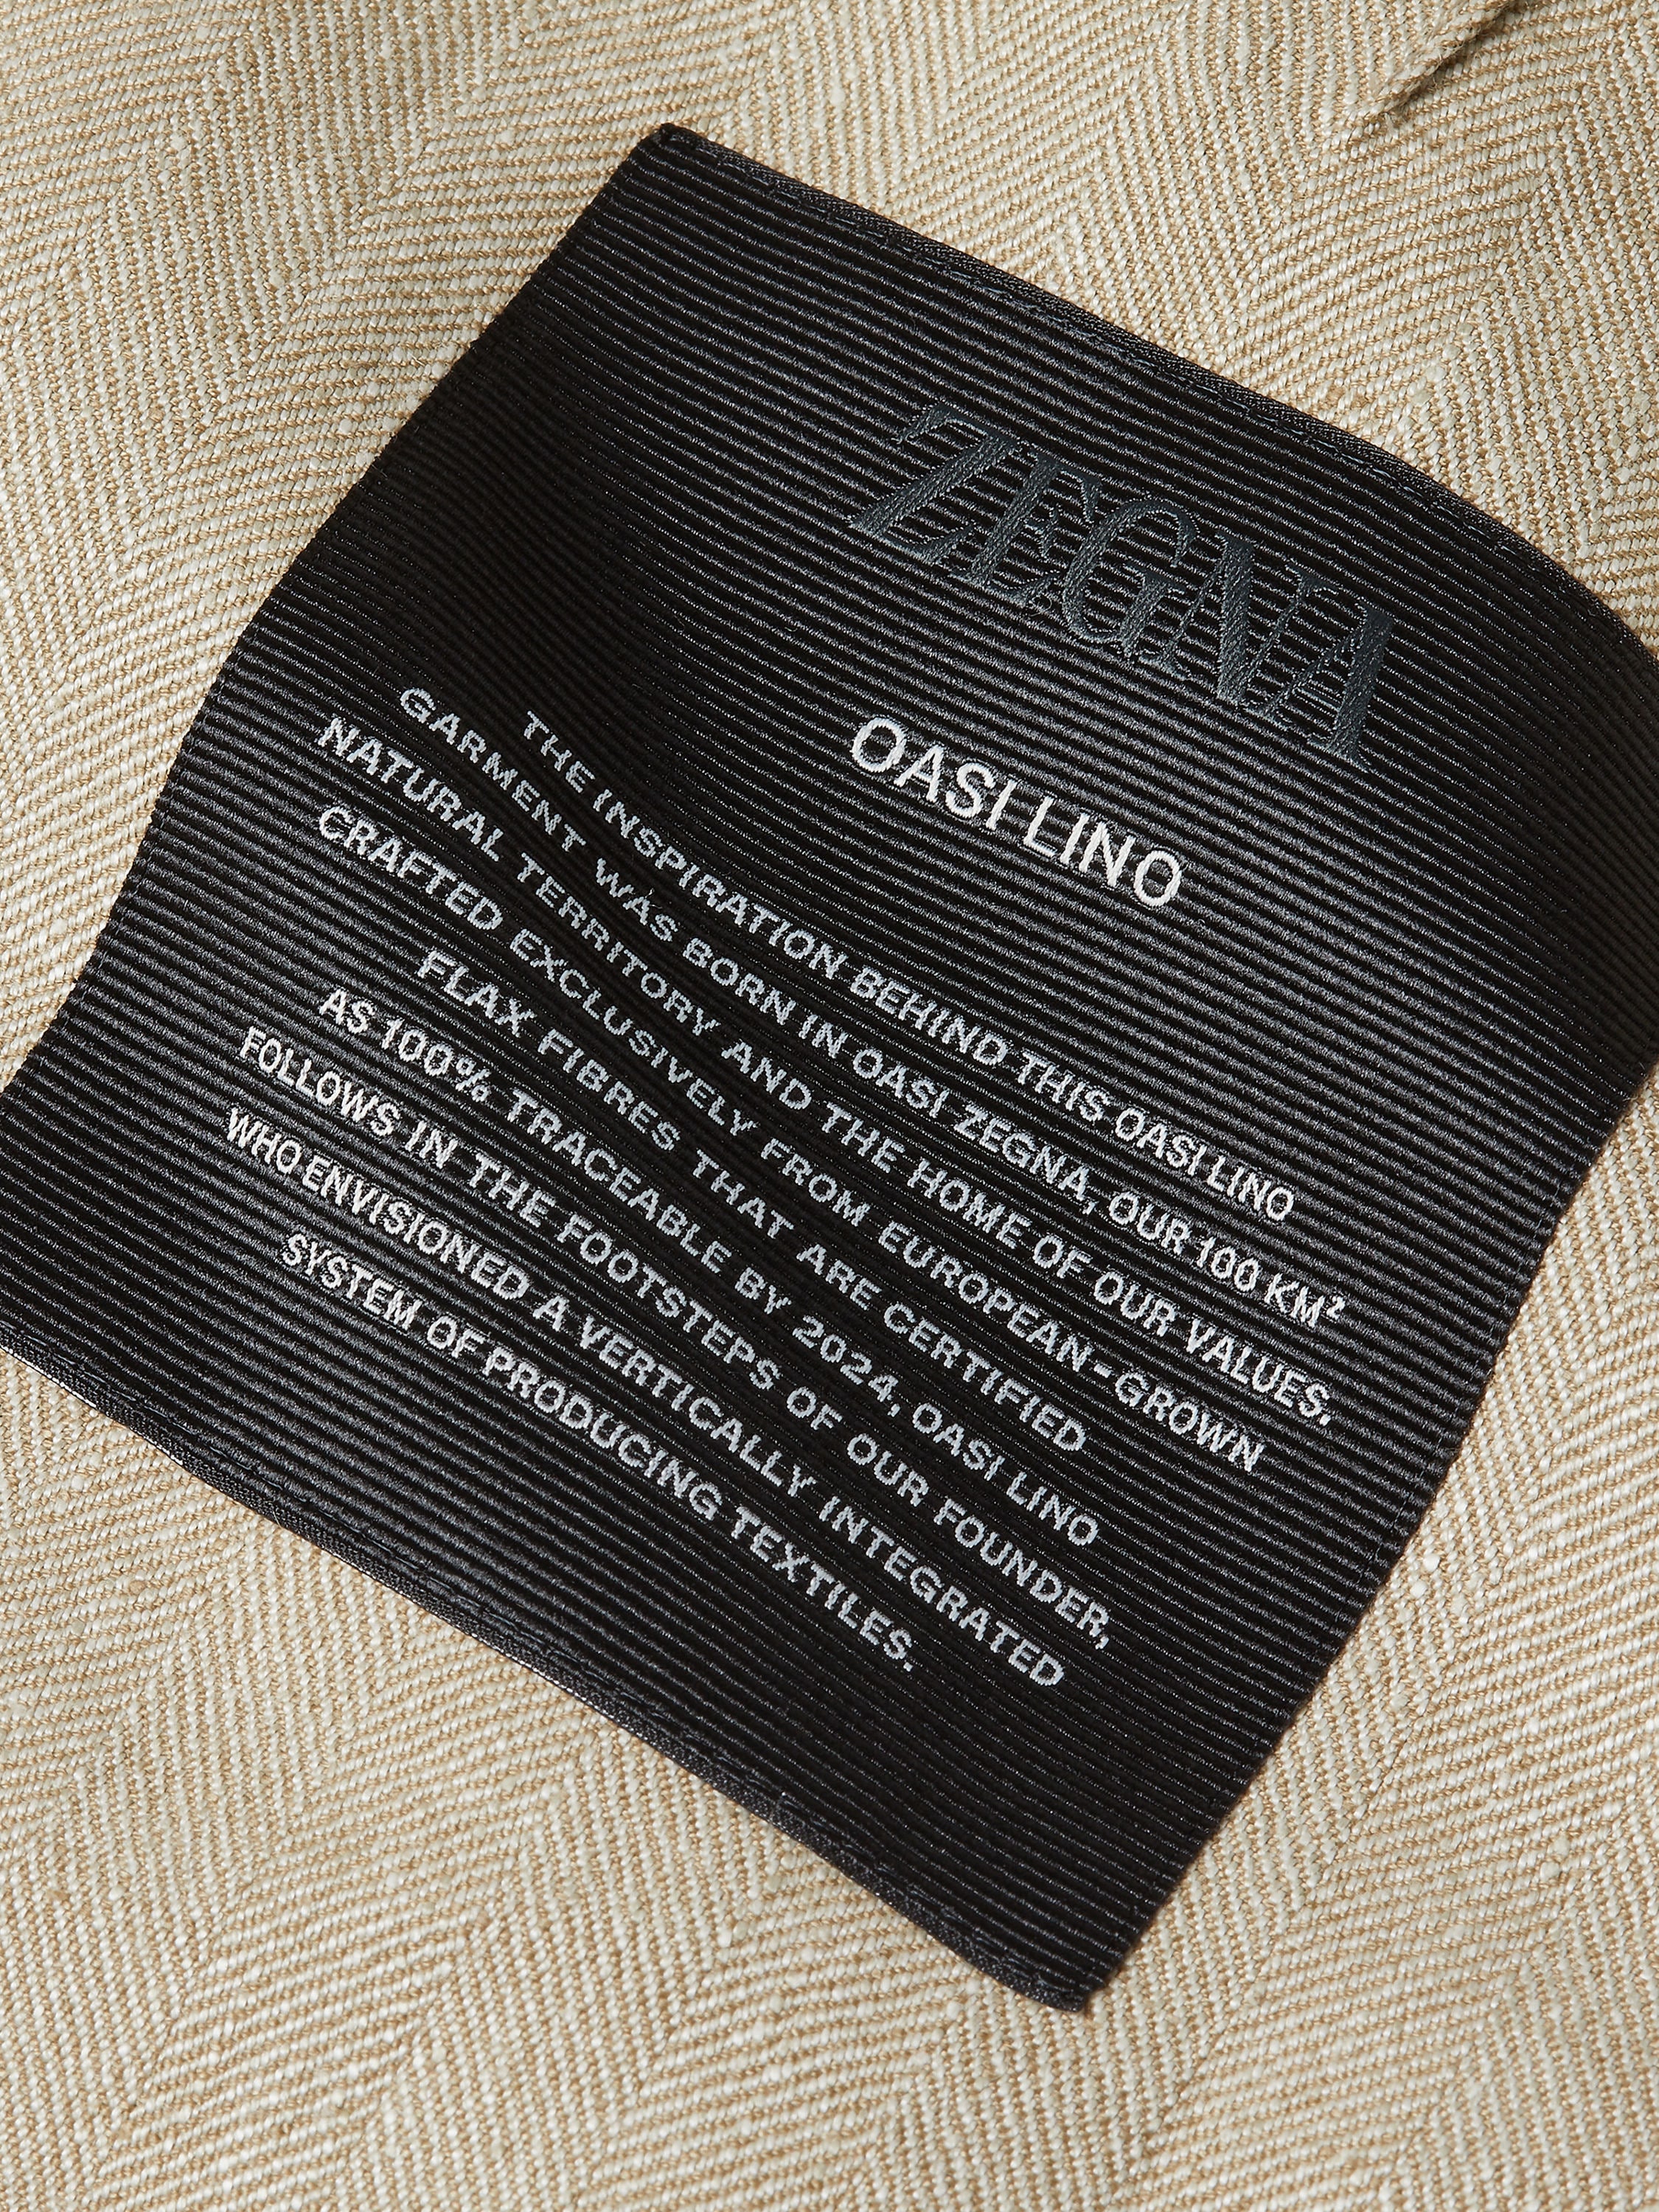 ZEGNA
OASI LINO
THE INSPIRATION BEHIND THIS OASI LINO
GARMENT WAS BORN IN OASI ZEGNA, OUR 100 KM²
NATURAL TERRITORY AND THE HOME OF OUR VALUES.
CRAFTED EXCLUSIVELY FROM EUROPEAN-GROWN
FLAX FIBRES THAT ARE CERTIFIED
AS 100% TRACEABLE BY 2024, OASI LINO
FOLLOWS IN THE FOOTSTEPS OF OUR FOUNDER,
WHO ENVISIONED A VERTICALLY INTEGRATED
SYSTEM OF PRODUCING TEXTILES.